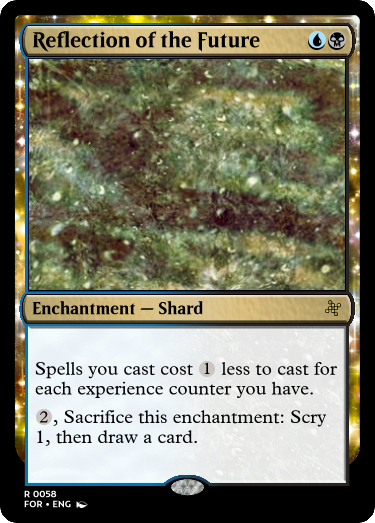 Reflection of the Future
Enchantment — Shard
Spells you cast cost 1 less to cast for
each experience counter you have.
2, Sacrifice this enchantment: Scry
1, then draw a card.
R 0058
FOR • ENG